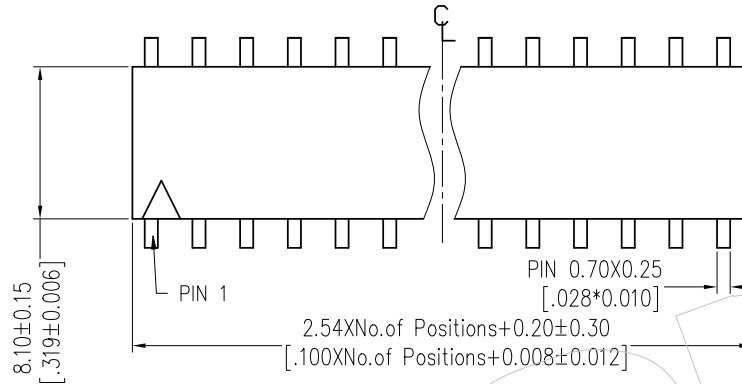 CL
8.10±0.15
[.319±0.006]
PIN 1
PIN 0.70X0.25
[.028*0.010]
2.54XNo.of Positions+0.20±0.30
[.100XNo.of Positions+0.008±0.012]